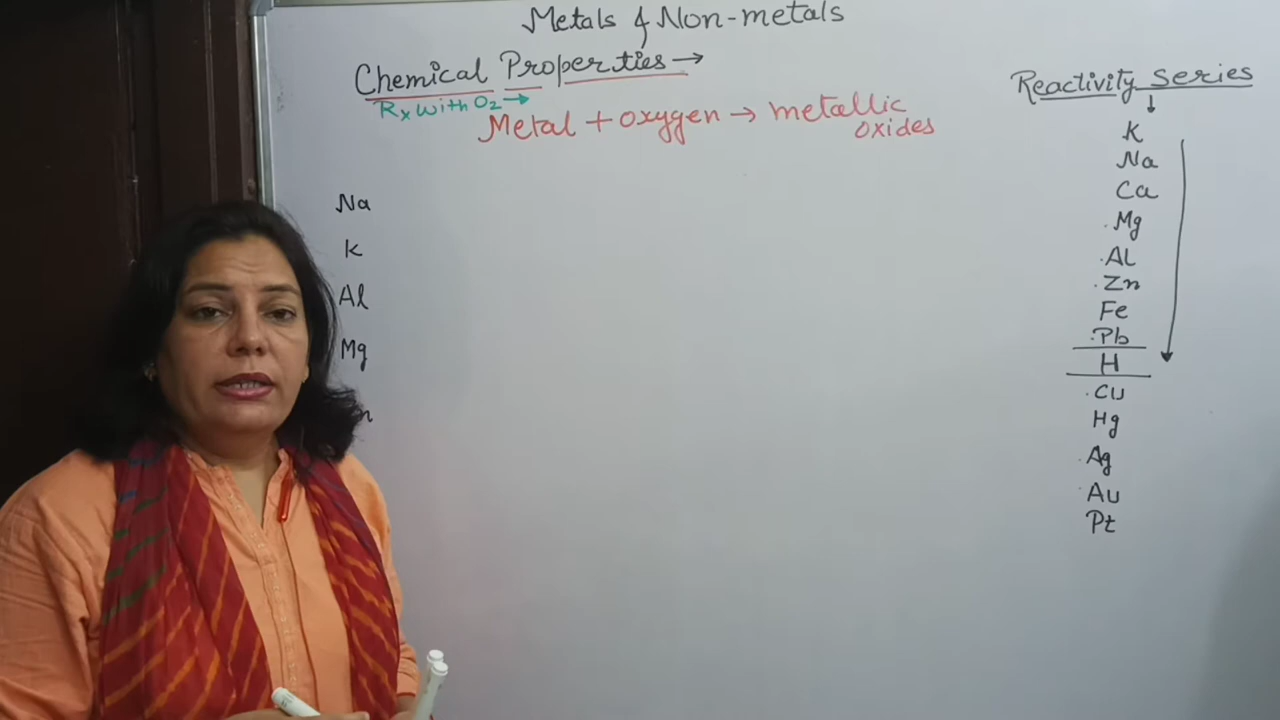 Metals & Non-metals
Chemical Properties →
Rx with O2 →
Metal + oxygen → metallic
oxides
Na
K
Al
Mg
Reactivity Series
↓
K
Na
Ca
Mg
Al
Zn
Fe
Pb
H
Cu
Hg
Ag
Au
Pt